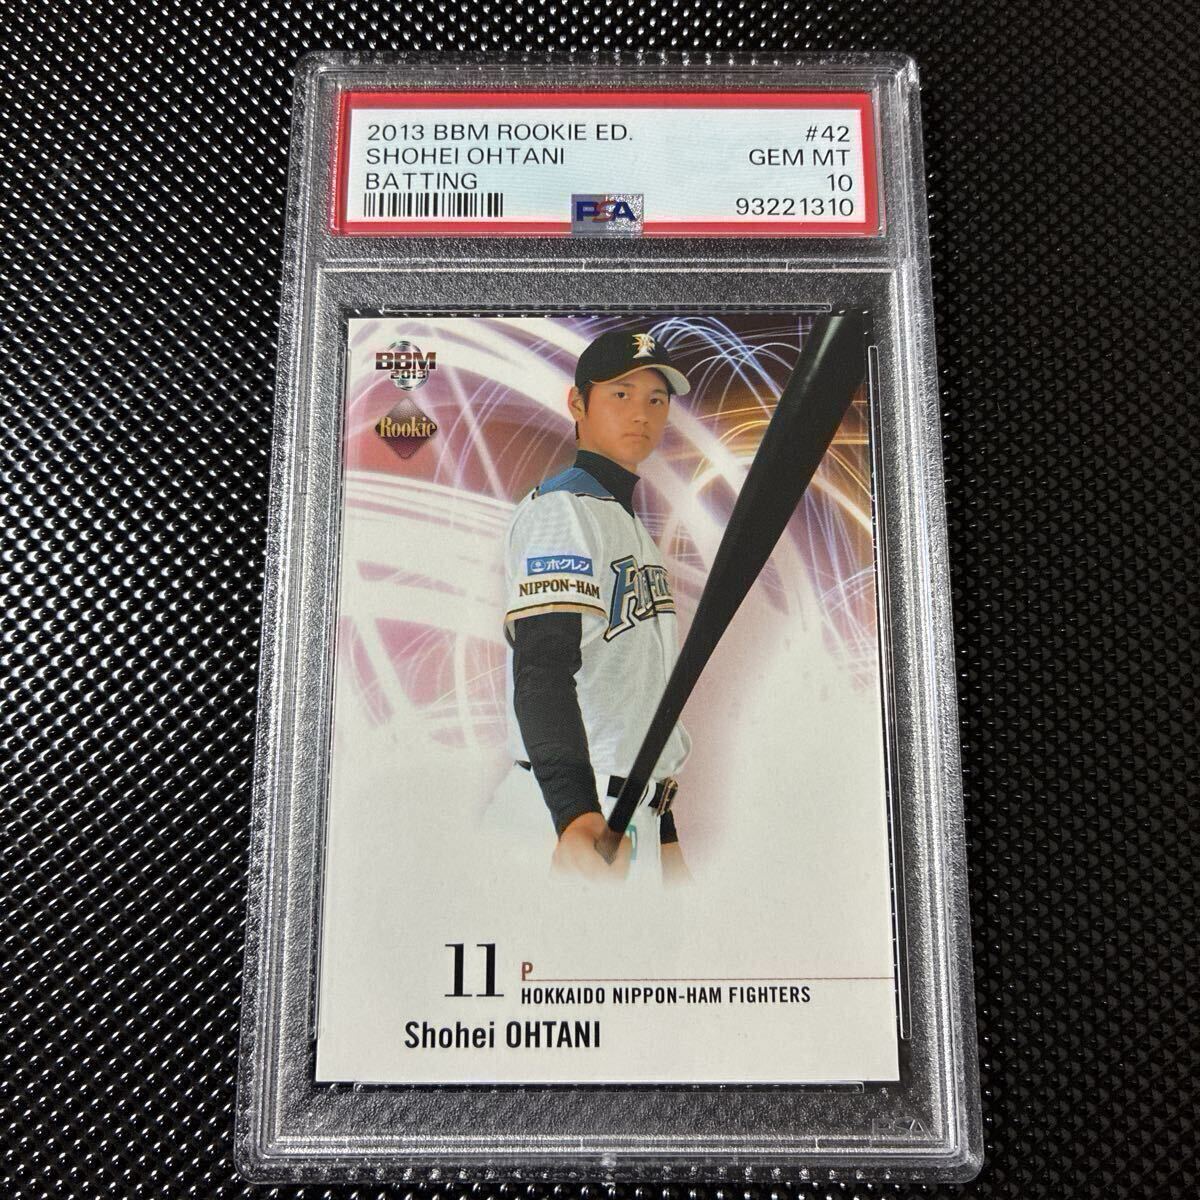 2013 BBM ROOKIE ED. #42
SHOHEI OHTANI GEM MT
BATTING 10
PSA 93221310
BBM
2013
Rookie
ホクレン
NIPPON-HAM
11 P
HOKKAIDO NIPPON-HAM FIGHTERS
Shohei OHTANI
PSA